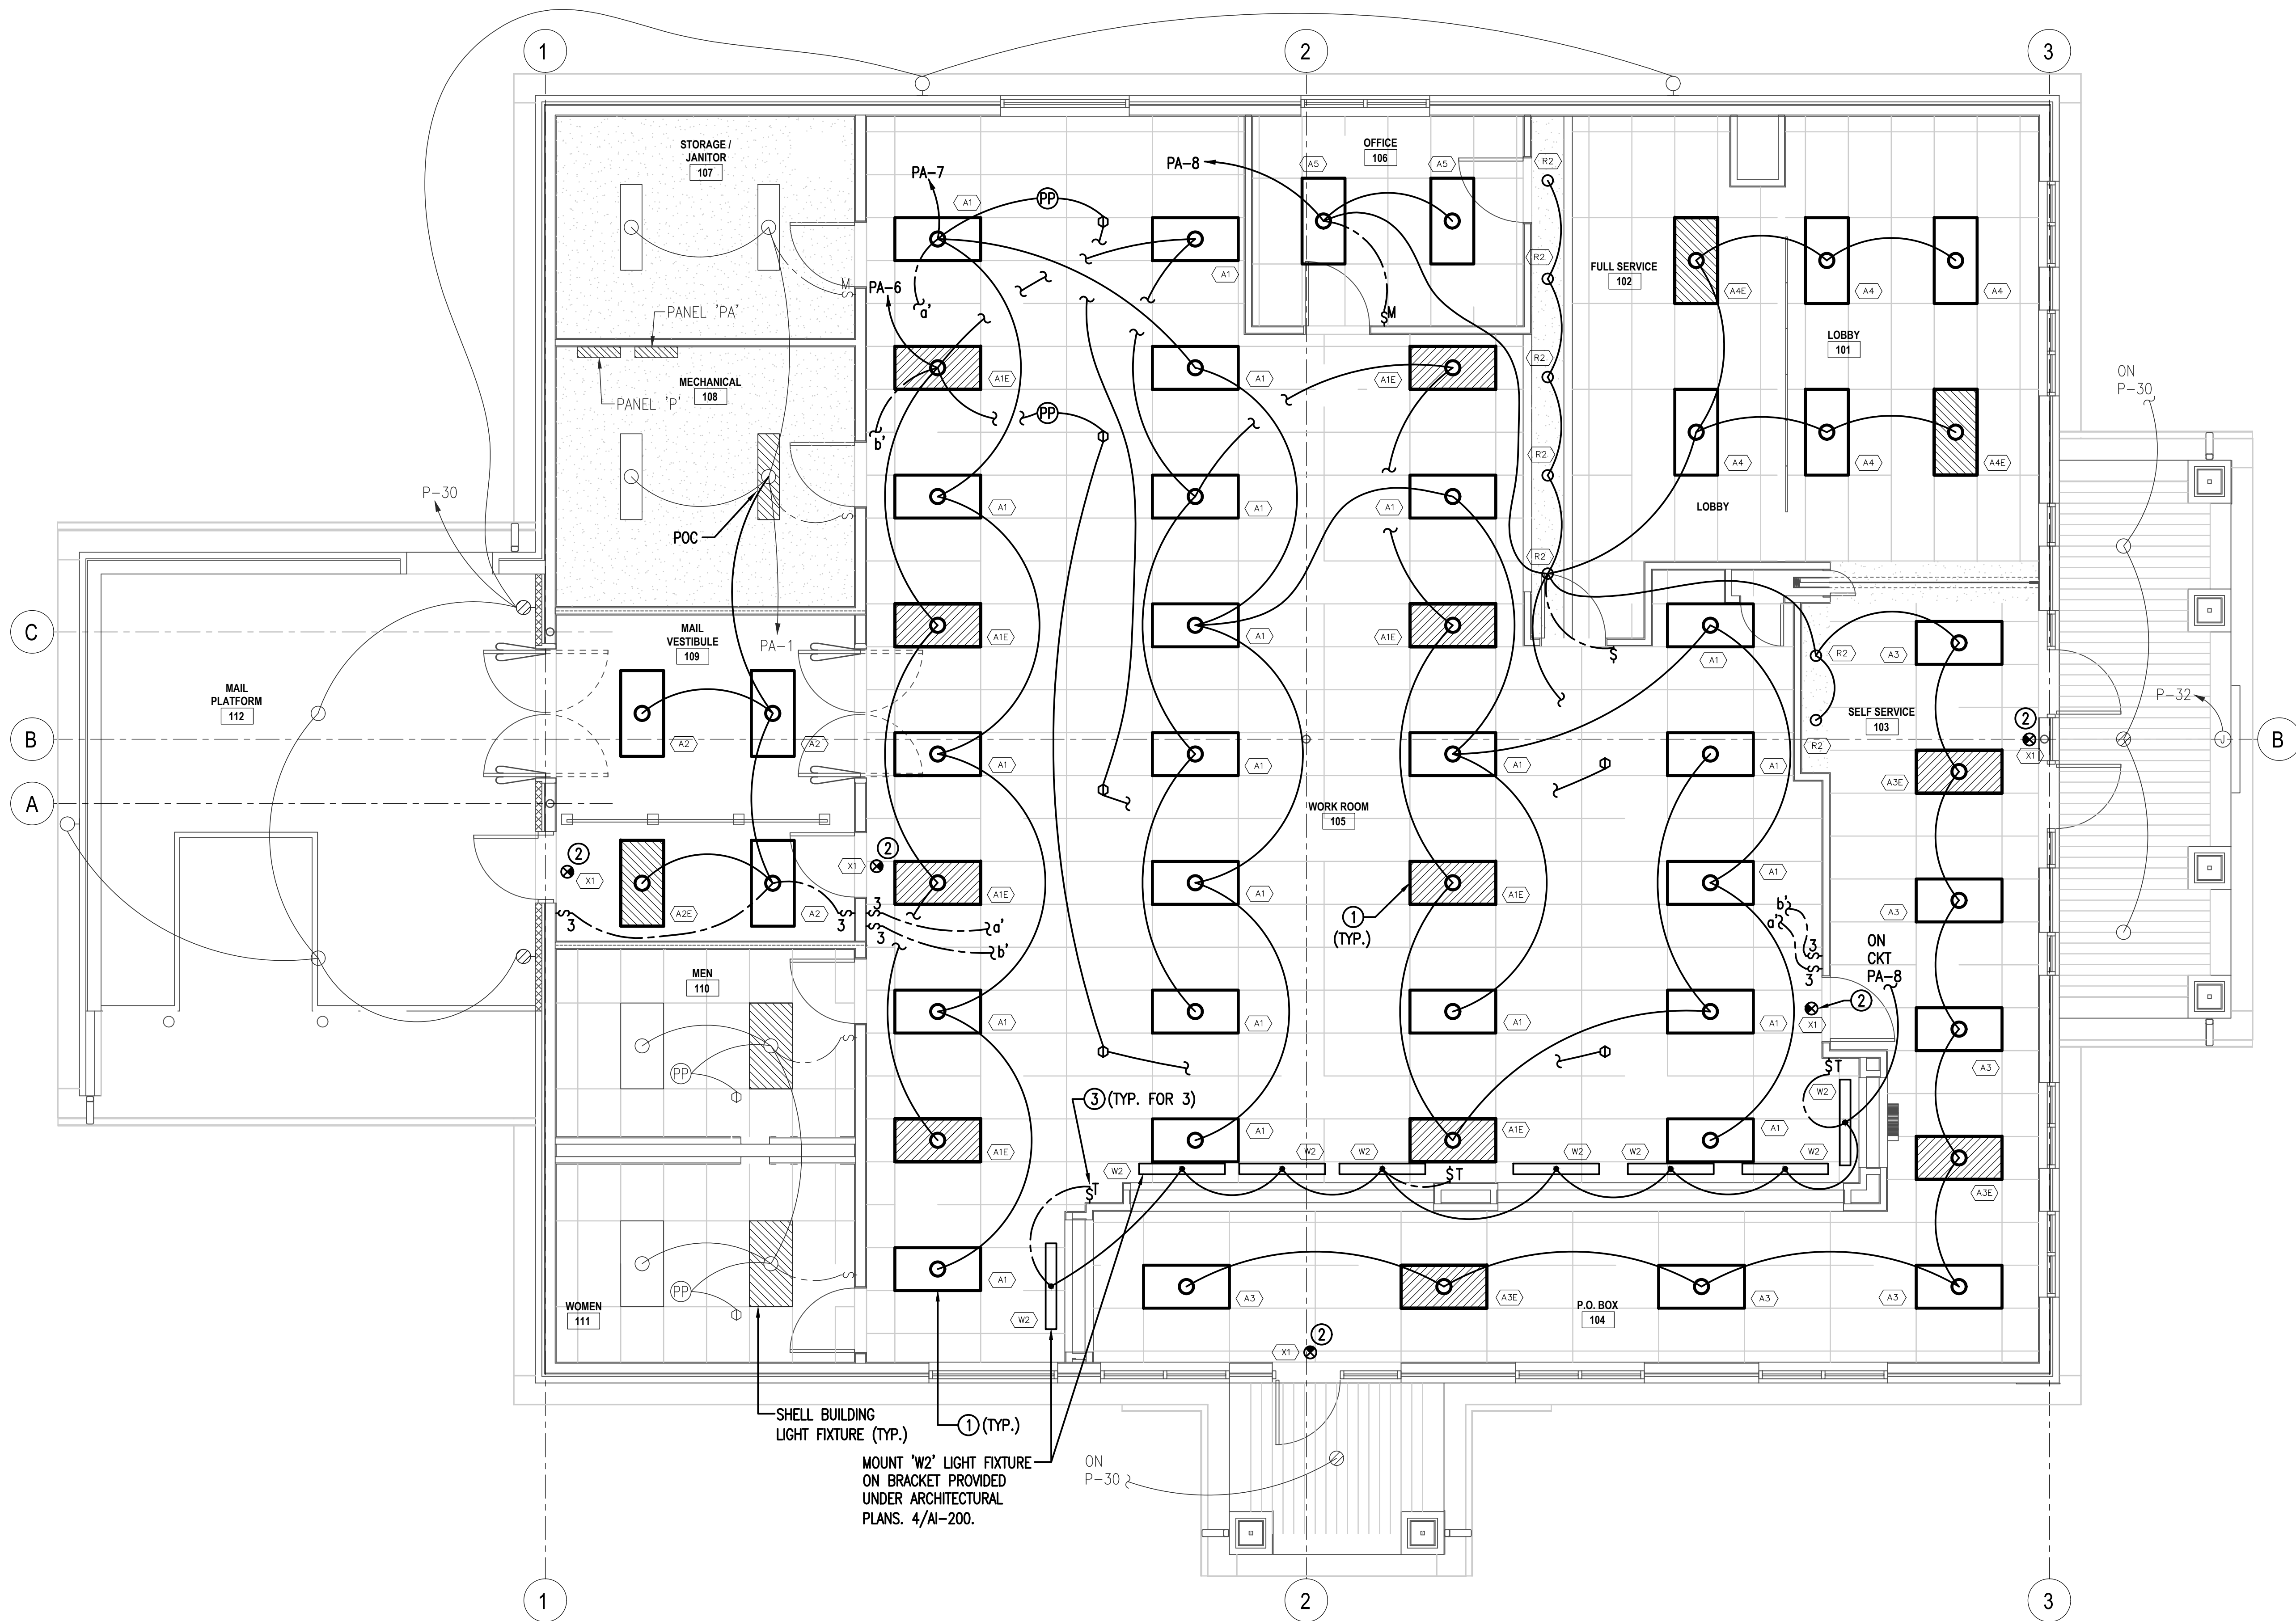 1
2
3
STORAGE /
JANITOR
107
PA-7
A1
PP
PA-8
A5
OFFICE
106
A5
R2
FULL SERVICE
102
A4E
A4
A4
LOBBY
101
A1
R2
M
$
PANEL 'PA'
PA-6
a'
$M
MECHANICAL
108
PANEL 'P'
A1E
A1
A1E
R2
ON
P-30
b'
PP
R2
A4
A4
A4E
P-30
POC
$
A1
A1
A1
LOBBY
R2
C
MAIL
VESTIBULE
109
PA-1
A1E
A1
A1E
$
A1
R2
A3
MAIL
PLATFORM
112
P-32
SELF SERVICE
103
2
X1
B
A2
A2
A1
A1
A1
A1
R2
J
B
A3E
A
WORK ROOM
105
2
X1
X1
2
A1E
A1
A1E
A1
A3
A2E
A2
$
3
$
3
3
$
a'
$
3
b'
1
(TYP.)
b'
a'
3
$
$
3
ON
CKT
PA-8
MEN
110
$
A1
A1
A1
A1
X1
2
A3
PP
3
(TYP. FOR 3)
$T
W2
A1E
A1
A1E
A1
W2
W2
W2
W2
W2
W2
$T
$T
A3E
PP
$
A1
W2
A3
A3E
P.O. BOX
104
A3
A3
WOMEN
111
X1
2
SHELL BUILDING
LIGHT FIXTURE (TYP.)
1
(TYP.)
MOUNT 'W2' LIGHT FIXTURE
ON BRACKET PROVIDED
UNDER ARCHITECTURAL
PLANS. 4/AI-200.
ON
P-30
1
2
3